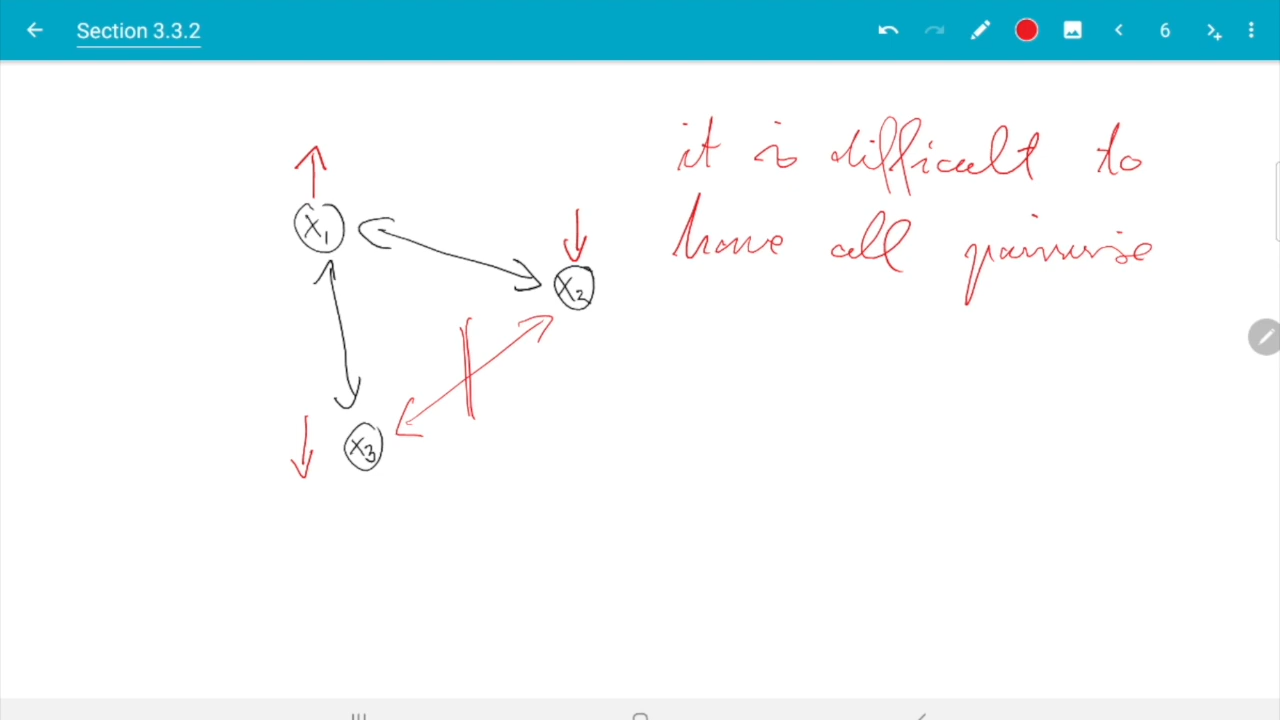 Section 3.3.2
6
it is difficult to
have all pairwise
X1
X2
X3